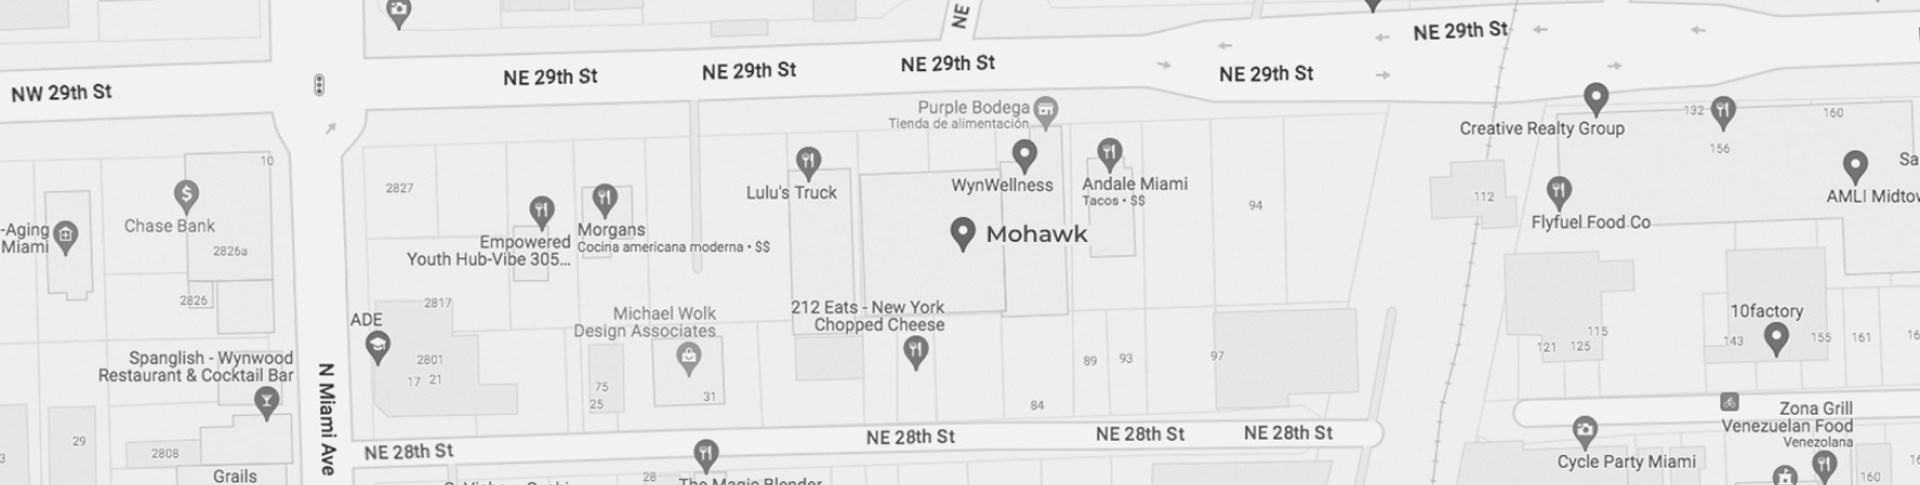 NE
NE 29th St
NW 29th St
NE 29th St
NE 29th St
NE 29th St
NE 29th St
Purple Bodega
Tienda de alimentación
Creative Realty Group
132
160
156
10
2827
Chase Bank
2826a
2826
-Aging
Miami
Empowered
Youth Hub-Vibe 305...
Morgans
Cocina americana moderna • $$
Lulu's Truck
WynWellness
Andale Miami
Tacos • $$
94
112
Flyfuel Food Co
AMLI Midtow
Sa
Mohawk
2817
ADE
2801
17
21
Michael Wolk
Design Associates
212 Eats - New York
Chopped Cheese
75
25
31
89
93
97
84
10factory
143
155
161
115
121
125
Spanglish - Wynwood
Restaurant & Cocktail Bar
N Miami Ave
29
2808
Grails
NE 28th St
NE 28th St
NE 28th St
NE 28th St
28
The Magic Blender
Zona Grill
Venezuelan Food
Venezolana
Cycle Party Miami
160